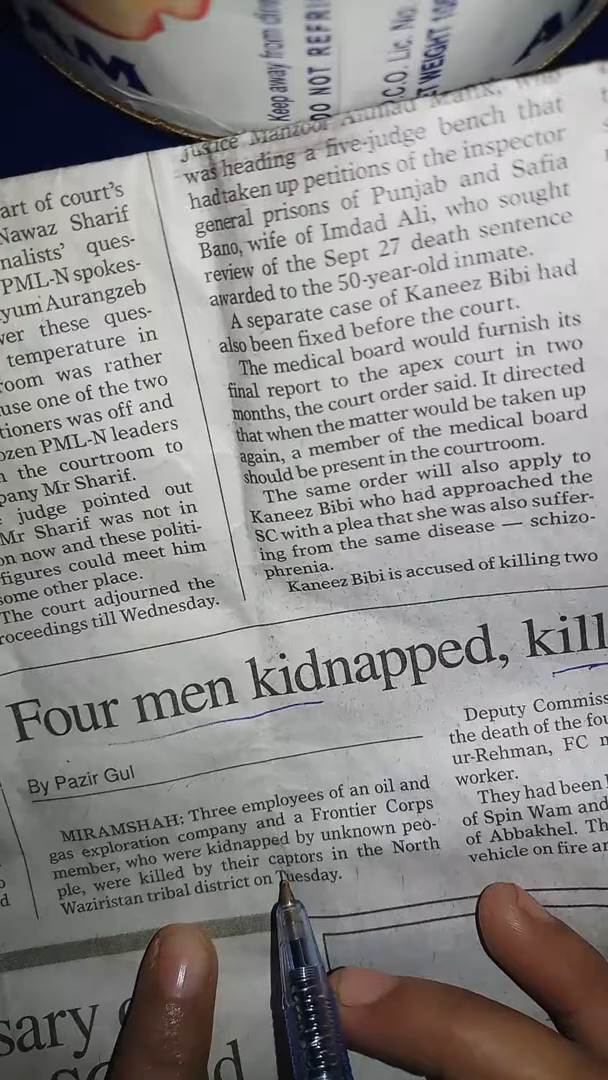 AM
Keep away from
DO NOT REFRI
C.O. Lic. No.
WEIGHT
A
art of court's
Nawaz Sharif
nalists' ques-
PML-N spokes-
yum Aurangzeb
ver these ques-
temperature in
room was rather
use one of the two
tioners was off and
ozen PML-N leaders
the courtroom to
pany Mr Sharif.
judge pointed out
Mr Sharif was not in
on now and these politi-
figures could meet him
some other place.
The court adjourned the
roceedings till Wednesday.
Justice Manzoor Ahmad Malik, who
was heading a five-judge bench that
hadtaken up petitions of the inspector
general prisons of Punjab and Safia
Bano, wife of Imdad Ali, who sought
review of the Sept 27 death sentence
awarded to the 50-year-old inmate.
A separate case of Kaneez Bibi had
also been fixed before the court.
The medical board would furnish its
final report to the apex court in two
months, the court order said. It directed
that when the matter would be taken up
again, a member of the medical board
should be present in the courtroom.
The same order will also apply to
Kaneez Bibi who had approached the
SC with a plea that she was also suffer-
ing from the same disease — schizo-
phrenia.
Kaneez Bibi is accused of killing two
Four men kidnapped, kill
By Pazir Gul
MIRAMSHAH: Three employees of an oil and
gas exploration company and a Frontier Corps
member, who were kidnapped by unknown peo-
ple, were killed by their captors in the North
Waziristan tribal district on Tuesday.
Deputy Commiss
the death of the fou
ur-Rehman, FC
worker.
They had been
of Spin Wam and
of Abbakhel. Th
vehicle on fire an
sary